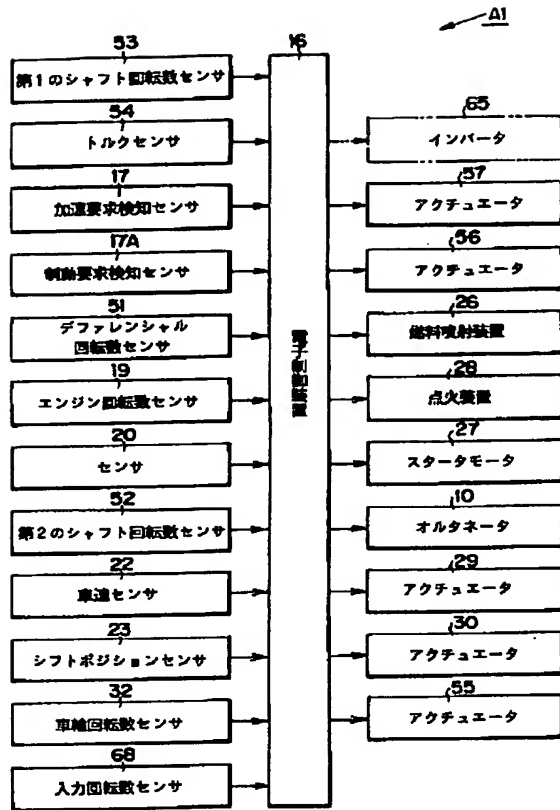 A1
53
第1のシャフト回転数センサ
54
トルクセンサ
17
加速要求検知センサ
17A
制動要求検知センサ
51
デファレンシャル
回転数センサ
19
エンジン回転数センサ
20
センサ
52
第2のシャフト回転数センサ
22
車速センサ
23
シフトポジションセンサ
32
車輪回転数センサ
68
入力回転数センサ
16
電子制御装置
65
インバータ
57
アクチュエータ
56
アクチュエータ
26
燃料噴射装置
28
点火装置
27
スタータモータ
10
オルタネータ
29
アクチュエータ
30
アクチュエータ
55
アクチュエータ